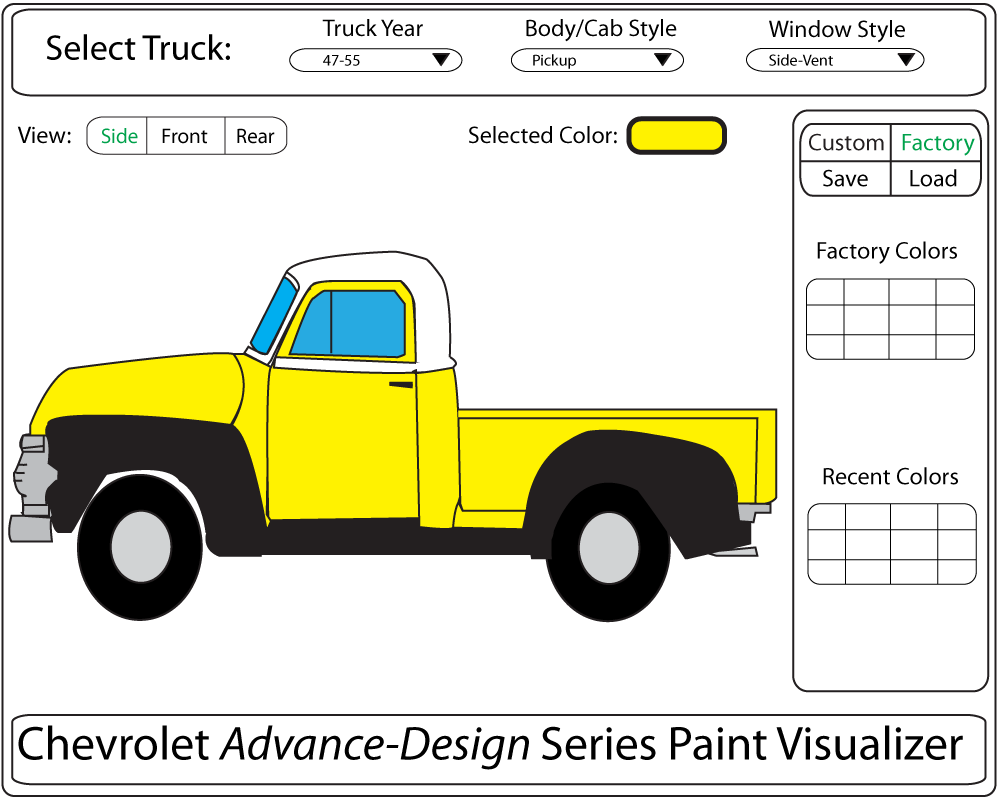 Select Truck:
Truck Year
Body/Cab Style
Window Style
47-55
Pickup
Side-Vent
View:
Side
Front
Rear
Selected Color:
Custom
Factory
Save
Load
Factory Colors
Recent Colors
Chevrolet Advance-Design Series Paint Visualizer